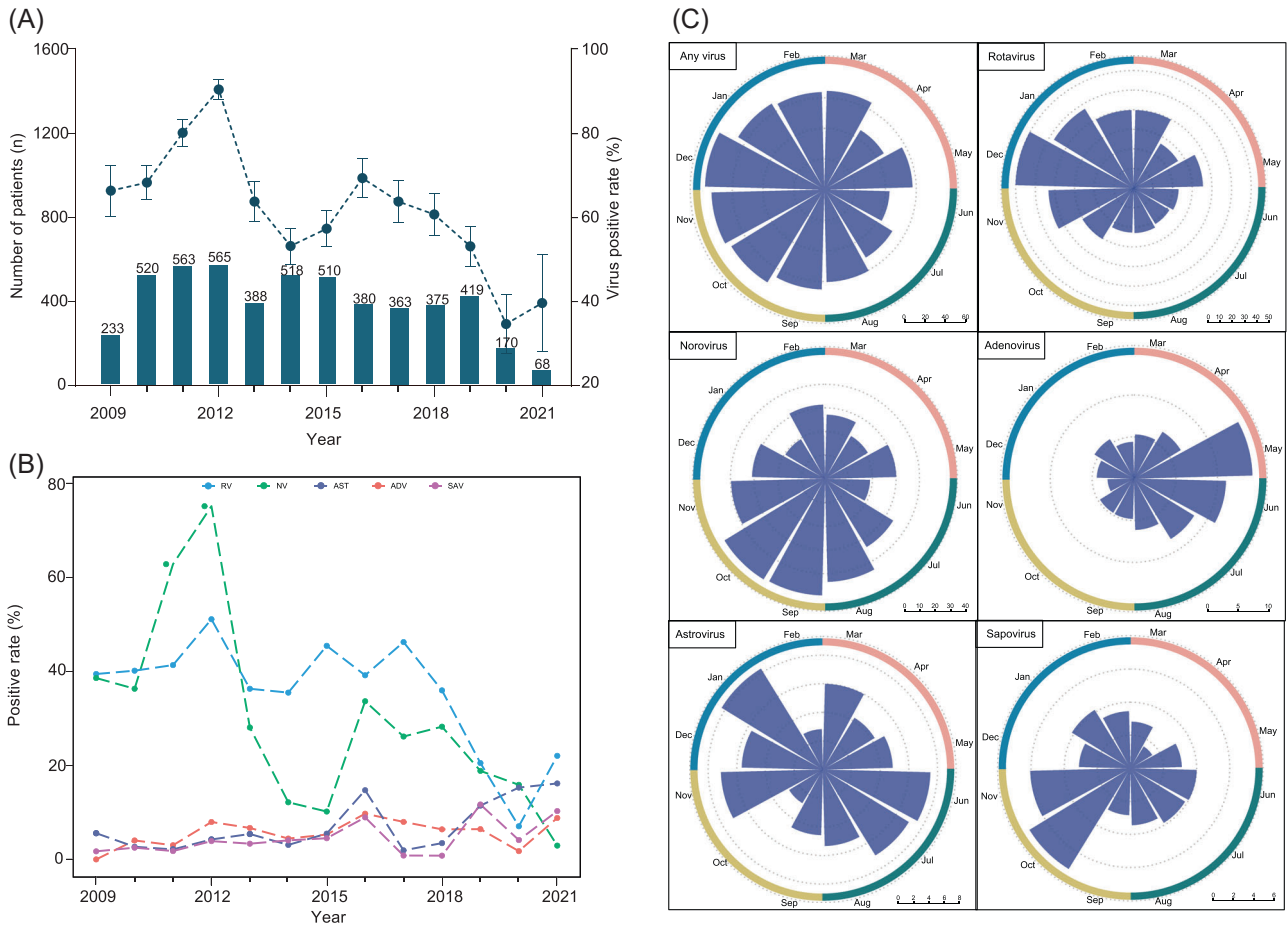 (A)
1600
1200
800
400
0
Number of patients (n)
100
80
60
40
20
Virus positive rate (%)
233
520
563
565
388
518
510
380
363
375
419
170
68
2009
2012
2015
2018
2021
Year
(B)
80
60
40
20
0
Positive rate (%)
RV NV AST ADV SAV
2009
2012
2015
2018
2021
Year
(C)
Any virus
Feb
Mar
Jan
Apr
Dec
May
Nov
Jun
Oct
Jul
Sep
Aug
0 20 40 60
Rotavirus
Feb
Mar
Jan
Apr
Dec
May
Nov
Jun
Oct
Jul
Sep
Aug
0 10 20 30 40 50
Norovirus
Feb
Mar
Jan
Apr
Dec
May
Nov
Jun
Oct
Jul
Sep
Aug
0 10 20 30 40
Adenovirus
Feb
Mar
Jan
Apr
Dec
May
Nov
Jun
Oct
Jul
Sep
Aug
0 5 10
Astrovirus
Feb
Mar
Jan
Apr
Dec
May
Nov
Jun
Oct
Jul
Sep
Aug
0 2 4 6 8
Sapovirus
Feb
Mar
Jan
Apr
Dec
May
Nov
Jun
Oct
Jul
Sep
Aug
0 2 4 6